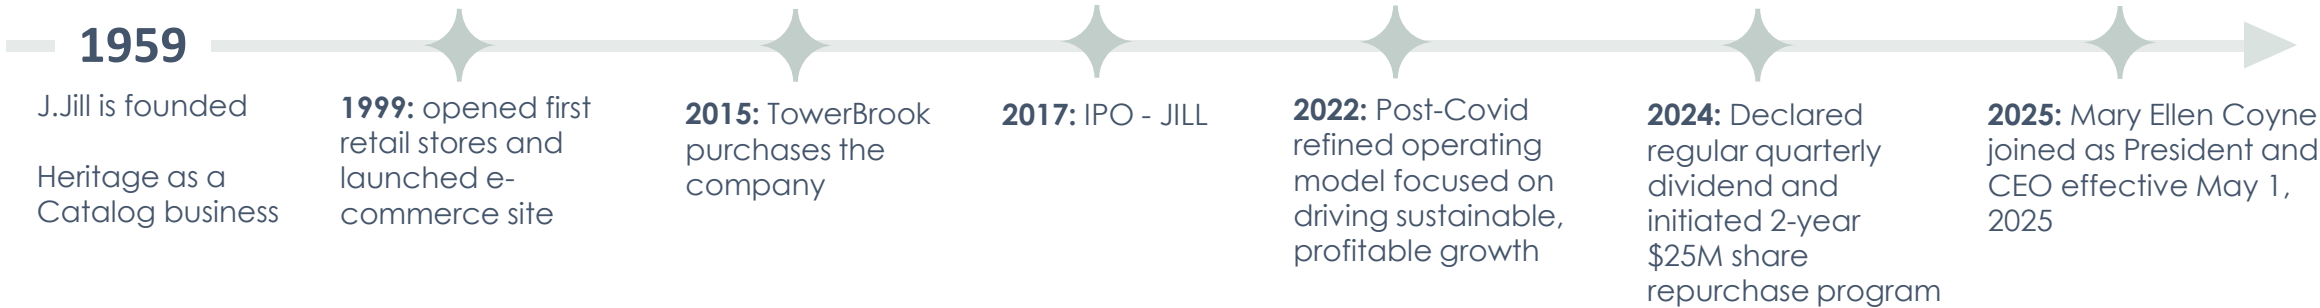 1959
J.Jill is founded
Heritage as a
Catalog business
1999: opened first
retail stores and
launched e-
commerce site
2015: TowerBrook
purchases the
company
2017: IPO - JILL
2022: Post-Covid
refined operating
model focused on
driving sustainable,
profitable growth
2024: Declared
regular quarterly
dividend and
initiated 2-year
$25M share
repurchase program
2025: Mary Ellen Coyne
joined as President and
CEO effective May 1,
2025